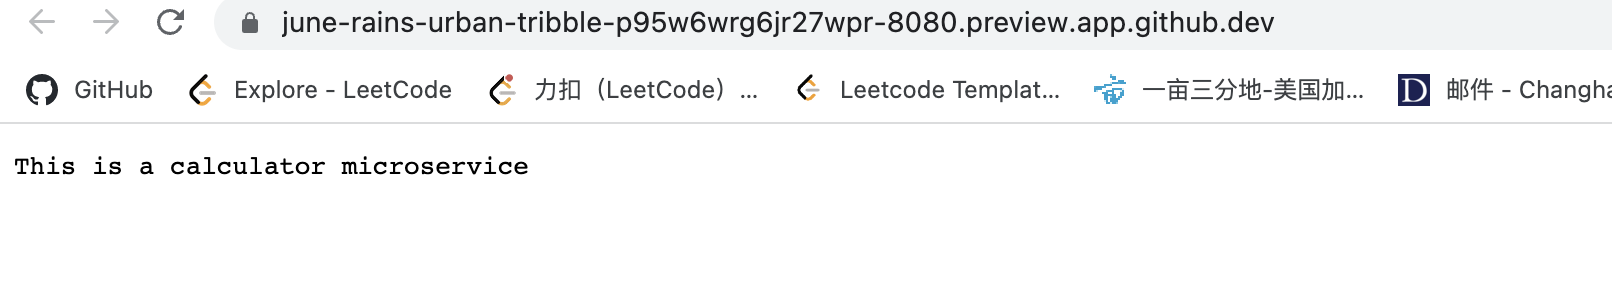 june-rains-urban-tribble-p95w6wrg6jr27wpr-8080.preview.app.github.dev
GitHub Explore - LeetCode 力扣（LeetCode）... Leetcode Templat... 一亩三分地-美国加... D 邮件 - Changha
This is a calculator microservice